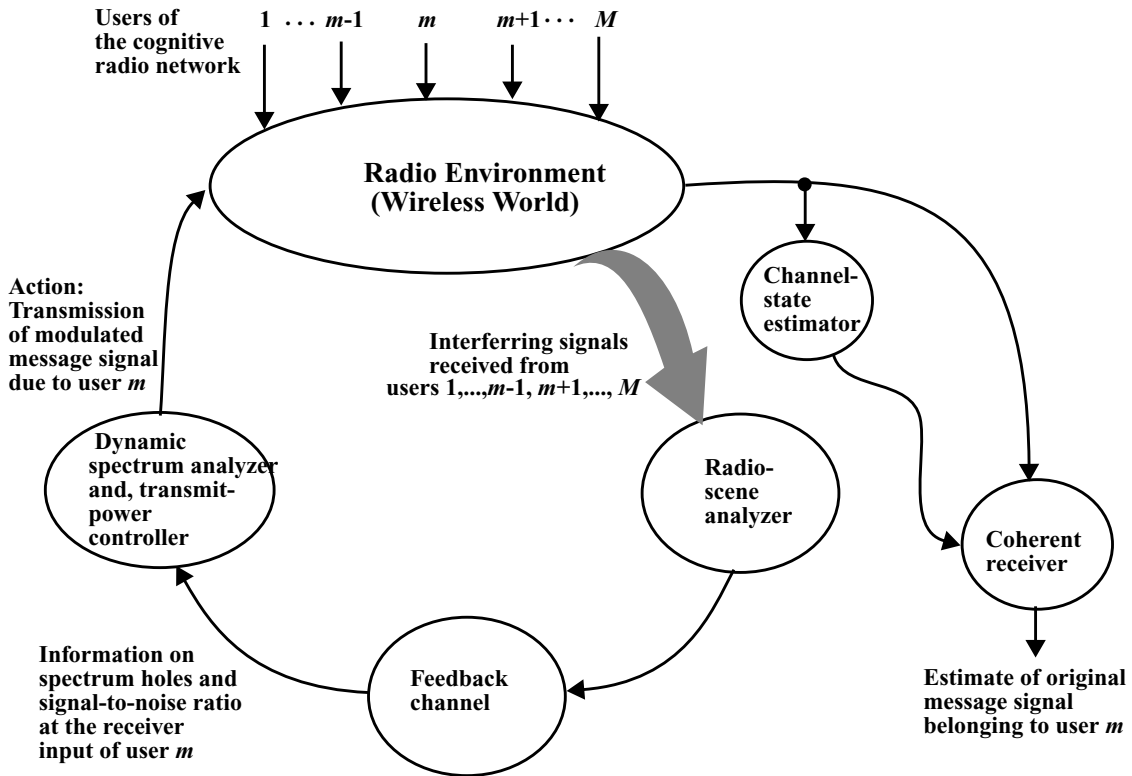 Users of
the cognitive
radio network
1 ... m-1 m m+1 ... M
Radio Environment
(Wireless World)
Action:
Transmission
of modulated
message signal
due to user m
Channel-
state
estimator
Interferring signals
received from
users 1,...,m-1, m+1,..., M
Dynamic
spectrum analyzer
and, transmit-
power
controller
Radio-
scene
analyzer
Coherent
receiver
Information on
spectrum holes and
signal-to-noise ratio
at the receiver
input of user m
Feedback
channel
Estimate of original
message signal
belonging to user m